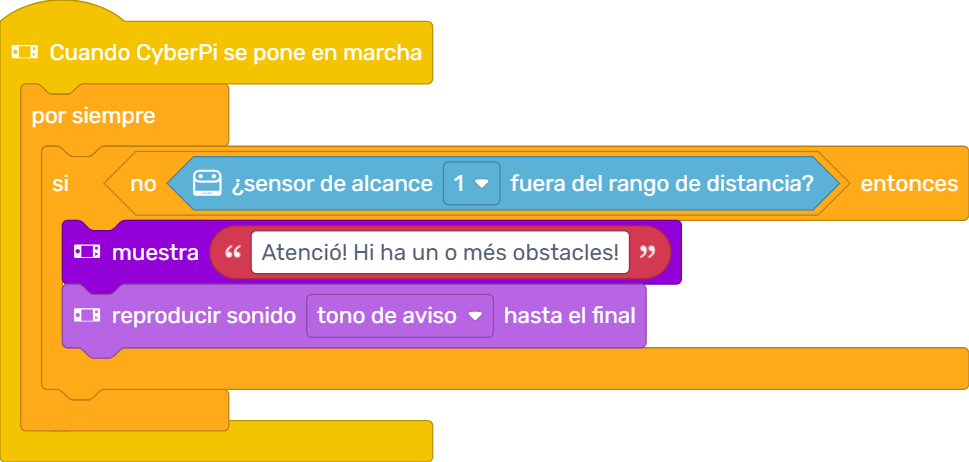 Cuando CyberPi se pone en marcha
por siempre
si no ¿sensor de alcance 1 fuera del rango de distancia? entonces
muestra “ Atenció! Hi ha un o més obstacles! ”
reproducir sonido tono de aviso hasta el final